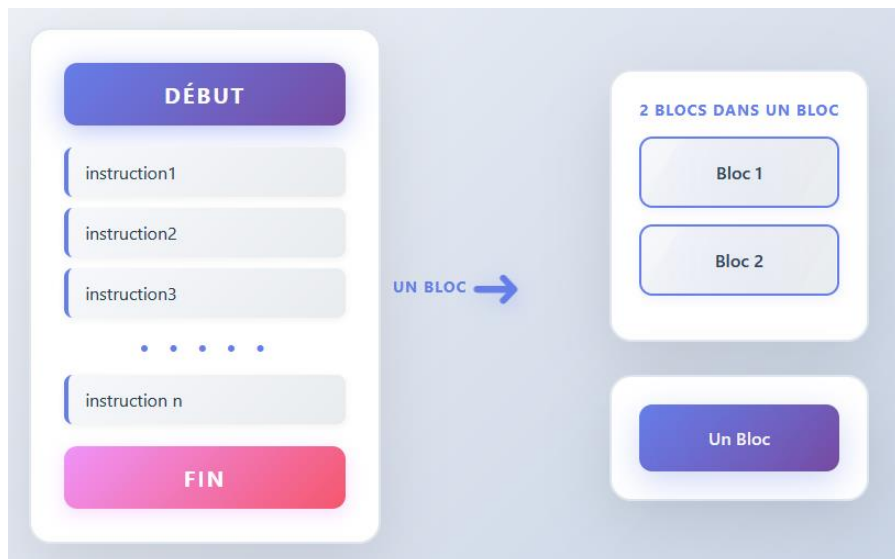 DÉBUT
instruction1
instruction2
instruction3
• • • • •
instruction n
FIN
UN BLOC →
2 BLOCS DANS UN BLOC
Bloc 1
Bloc 2
Un Bloc